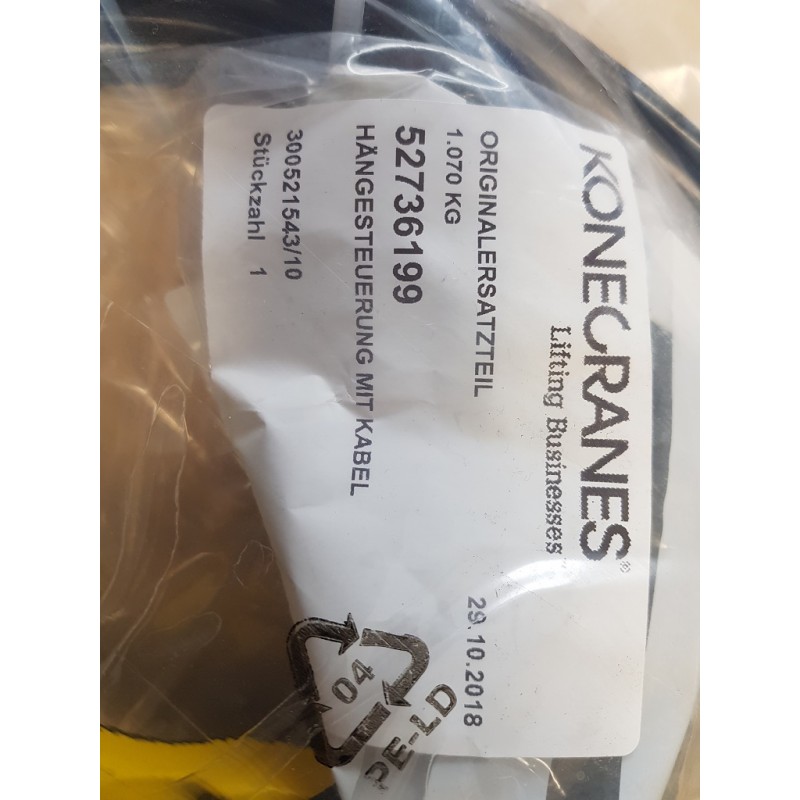 KONECRANES®
Lifting Businesses™
ORIGINALERSATZTEIL
29.10.2018
1.070 KG
52736199
HÄNGESTEUERUNG MIT KABEL
300521543/10
Stückzahl 1
04
PE-LD